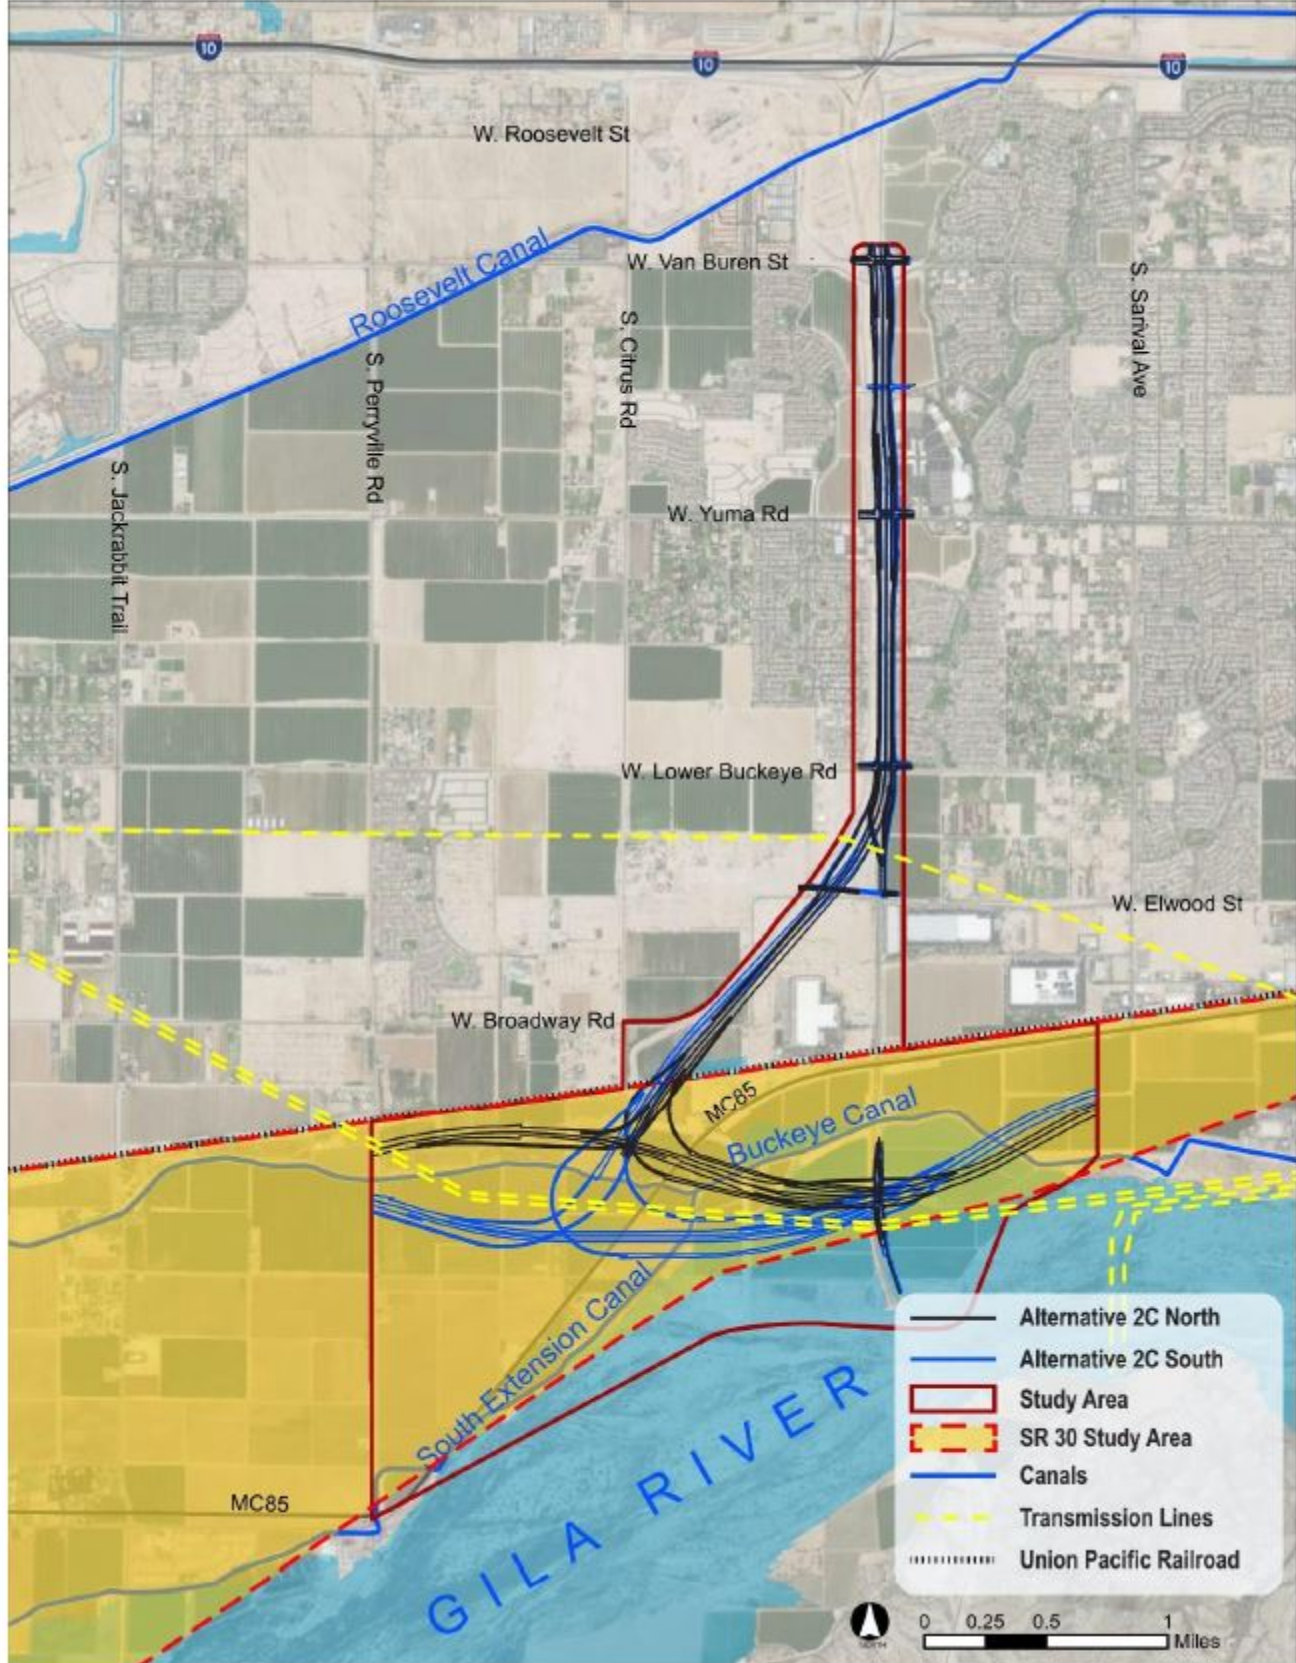 10
10
10
W. Roosevelt St
Roosevelt Canal
W. Van Buren St
S. Sarival Ave
S. Citrus Rd
S. Perryville Rd
S. Jackrabbit Trail
W. Yuma Rd
W. Lower Buckeye Rd
W. Elwood St
W. Broadway Rd
MC85
Buckeye Canal
South Extension Canal
MC85
GILA RIVER
Alternative 2C North
Alternative 2C South
Study Area
SR 30 Study Area
Canals
Transmission Lines
Union Pacific Railroad
NORTH
0 0.25 0.5 1
Miles